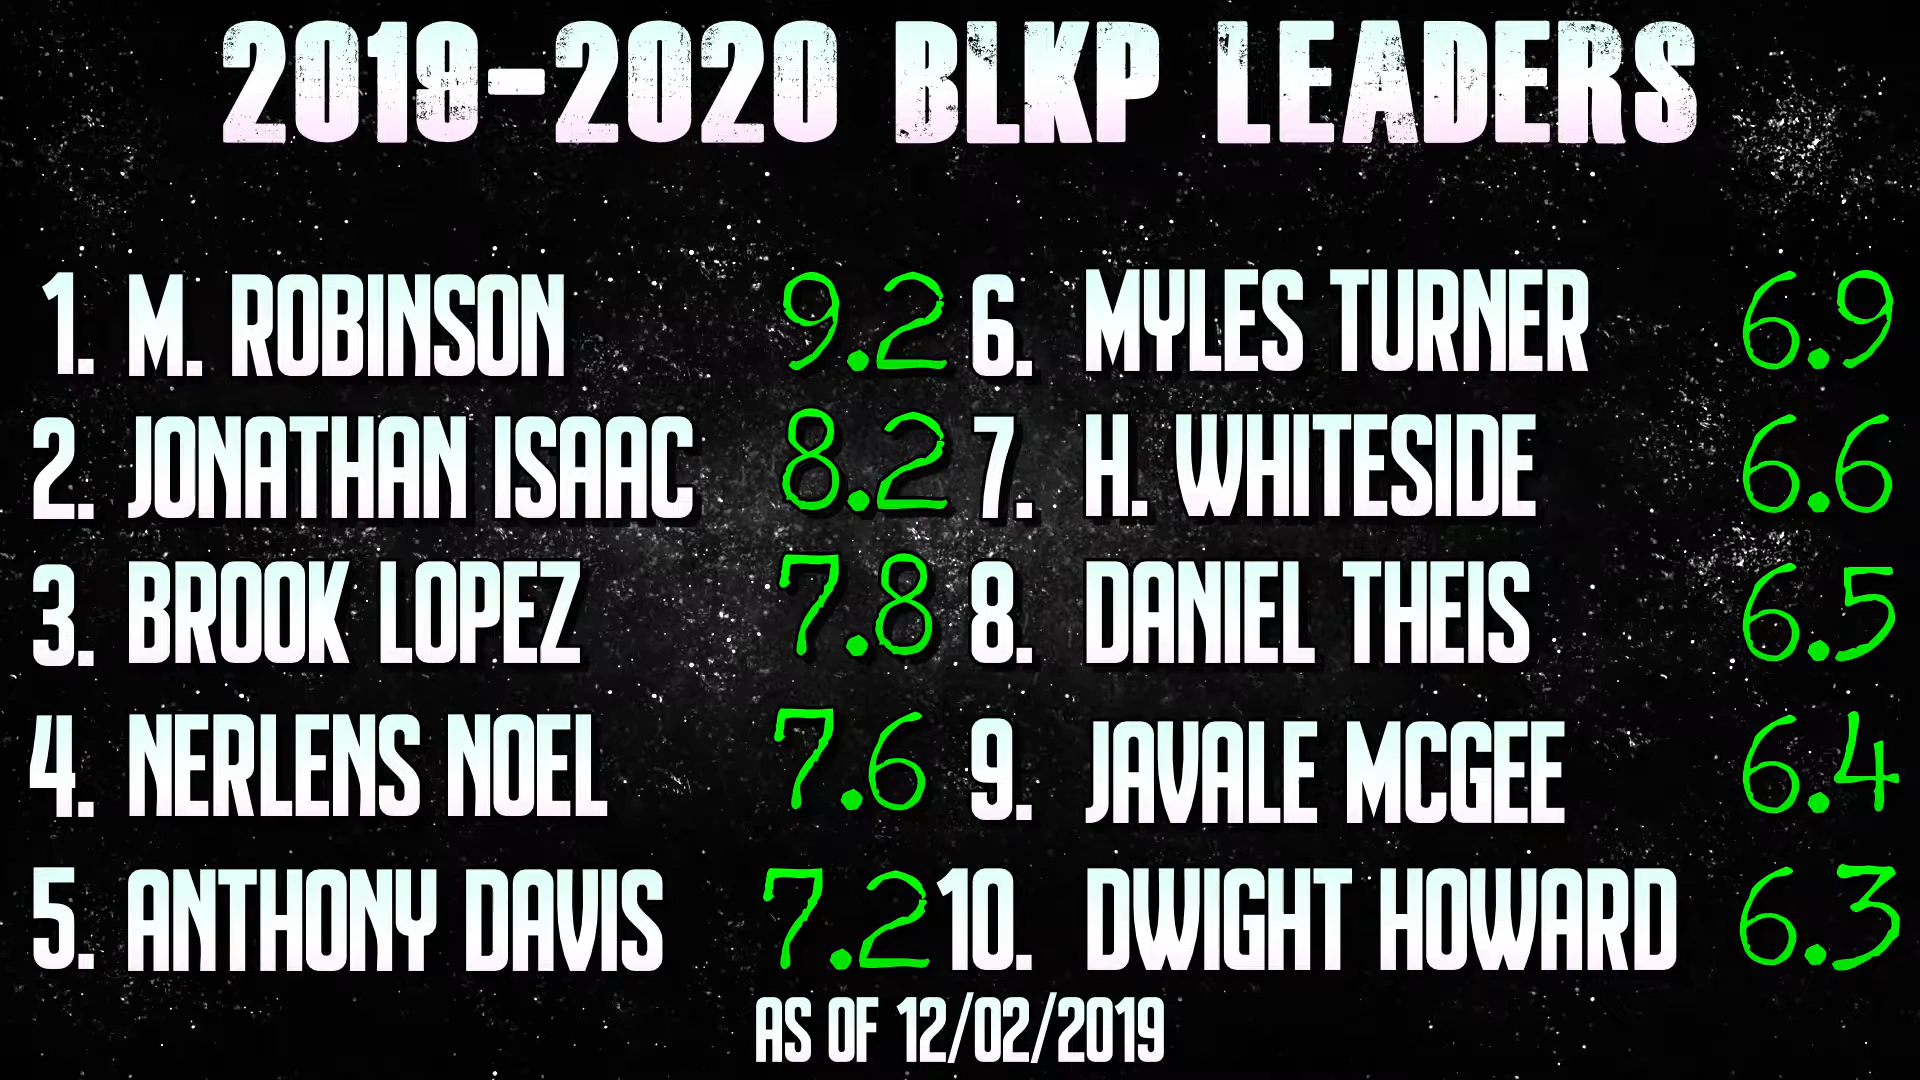 2019-2020 BLKP LEADERS
1. M. ROBINSON 9.2
2. JONATHAN ISAAC 8.2
3. BROOK LOPEZ 7.8
4. NERLENS NOEL 7.6
5. ANTHONY DAVIS 7.2
6. MYLES TURNER 6.9
7. H. WHITESIDE 6.6
8. DANIEL THEIS 6.5
9. JAVALE MCGEE 6.4
10. DWIGHT HOWARD 6.3
AS OF 12/02/2019